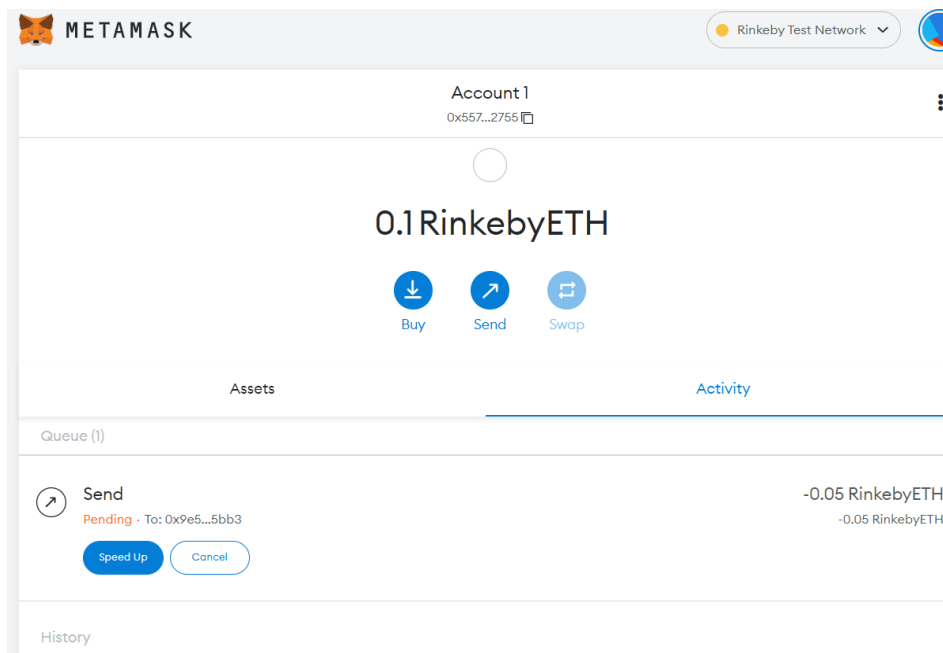 METAMASK
Rinkeby Test Network
Account 1
0x557...2755
0.1 RinkebyETH
Buy Send Swap
Assets Activity
Queue (1)
Send -0.05 RinkebyETH
Pending · To: 0x9e5...5bb3 -0.05 RinkebyETH
Speed Up Cancel
History